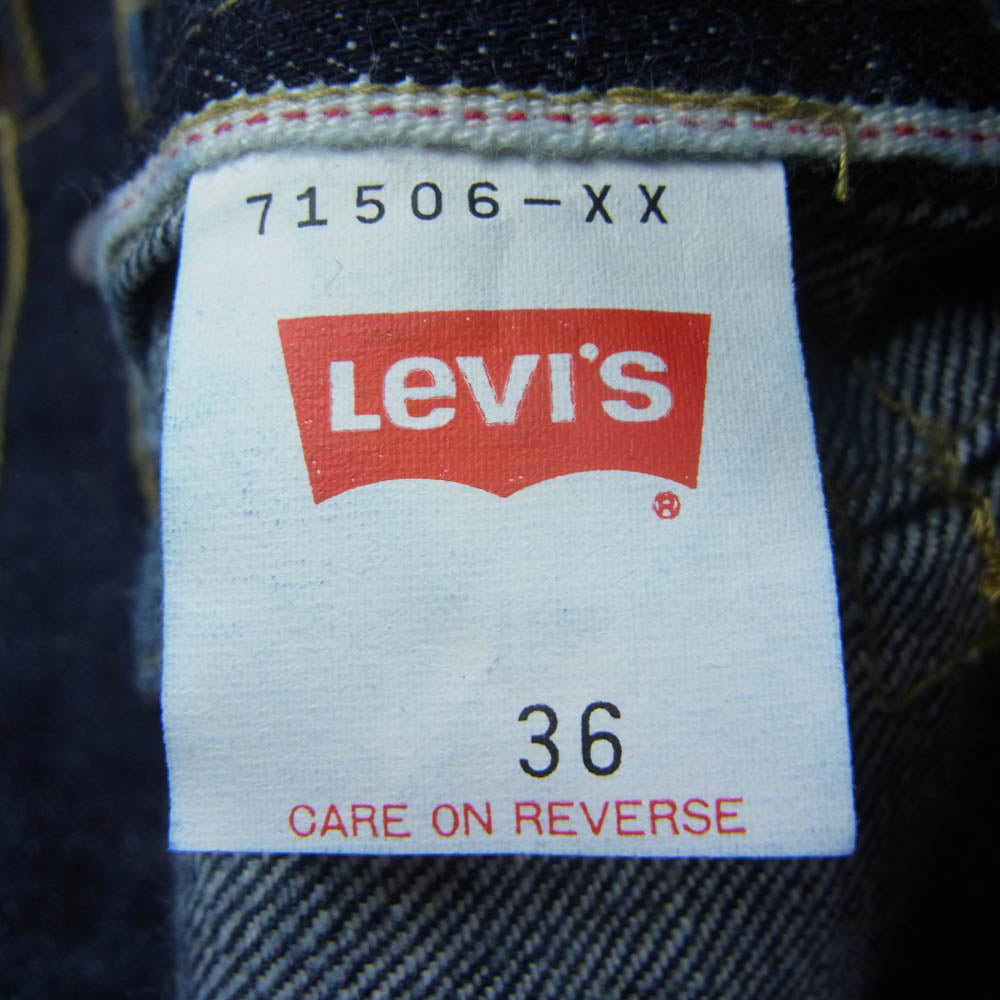 71506-XX
Levi's
®
36
CARE ON REVERSE